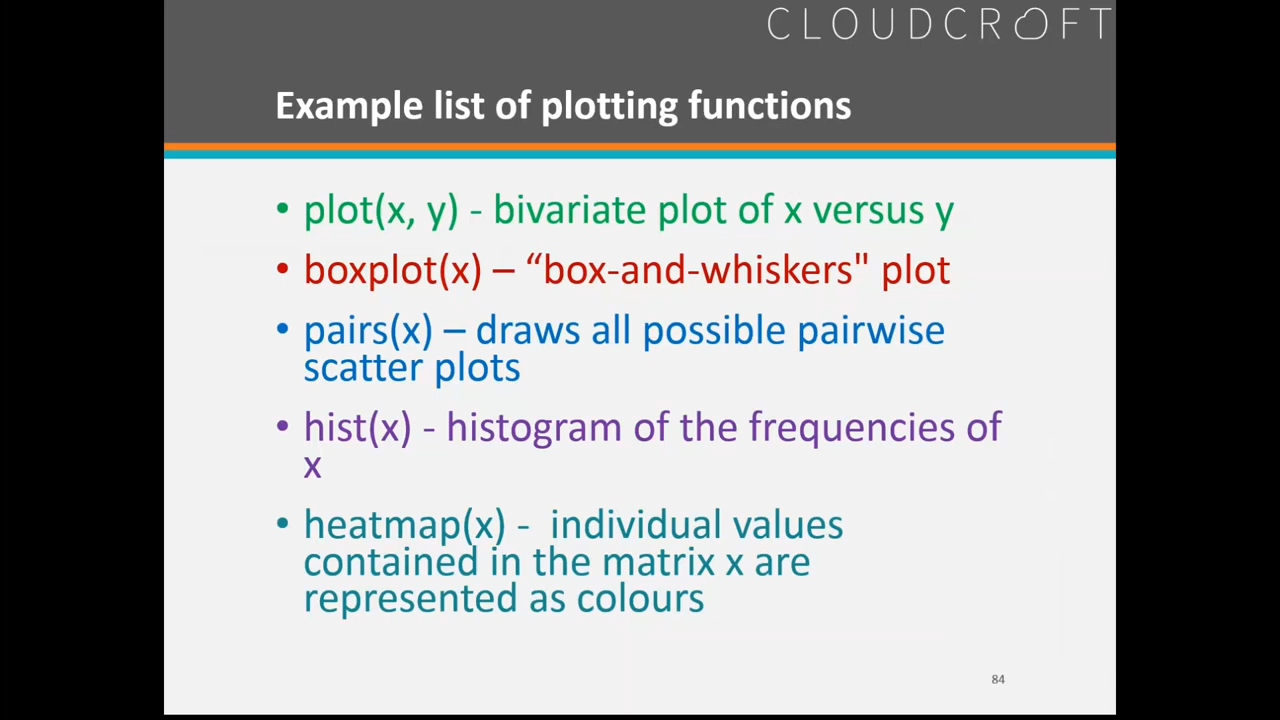 CLOUDCROFT
Example list of plotting functions
• plot(x, y) - bivariate plot of x versus y
• boxplot(x) – “box-and-whiskers" plot
• pairs(x) – draws all possible pairwise
scatter plots
• hist(x) - histogram of the frequencies of
x
• heatmap(x) -  individual values
contained in the matrix x are
represented as colours
84